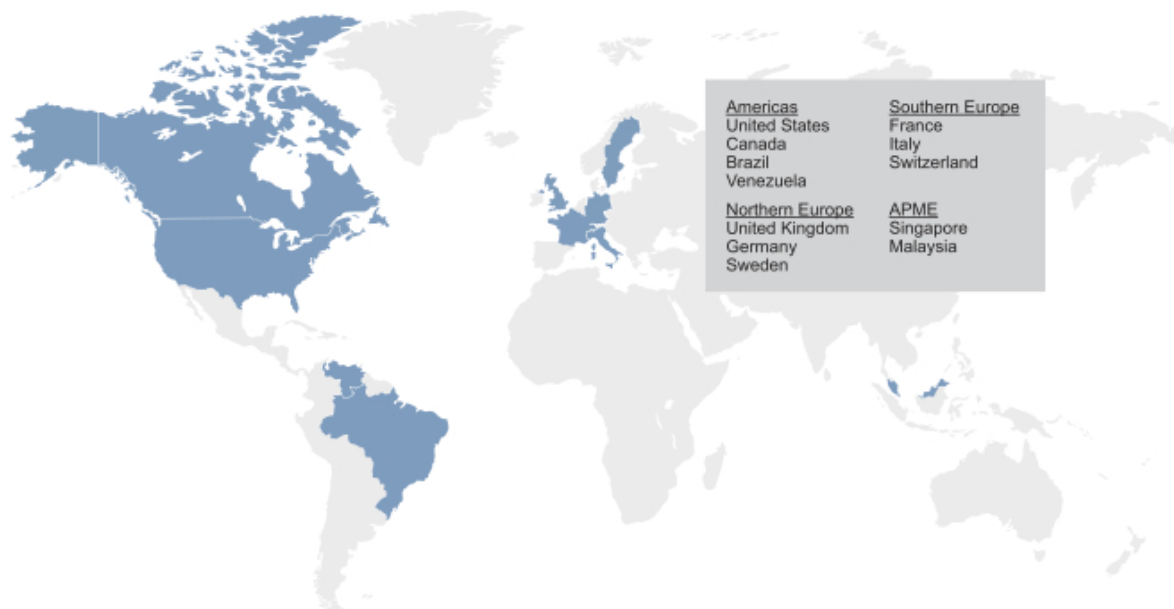 Americas
United States
Canada
Brazil
Venezuela
Northern Europe
United Kingdom
Germany
Sweden
Southern Europe
France
Italy
Switzerland
APME
Singapore
Malaysia